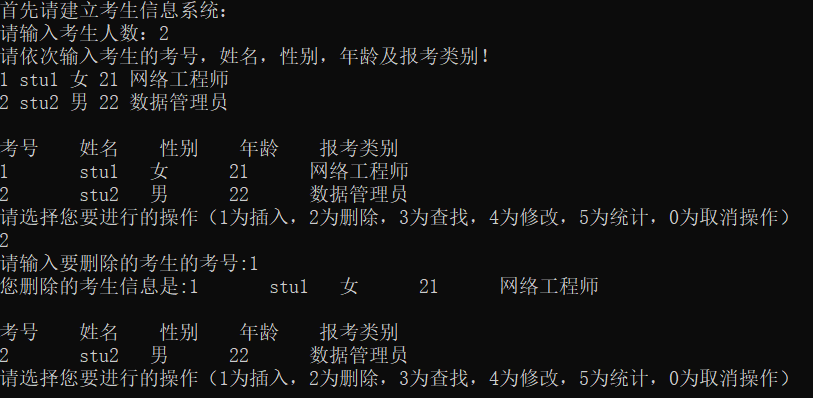 首先请建立考生信息系统:
请输入考生人数: 2
请依次输入考生的考号, 姓名, 性别, 年龄及报考类别!
1 stu1 女 21 网络工程师
2 stu2 男 22 数据管理员
考号 姓名 性别 年龄 报考类别
1 stu1 女 21 网络工程师
2 stu2 男 22 数据管理员
请选择您要进行的操作（1为插入, 2为删除, 3为查找, 4为修改, 5为统计, 0为取消操作）
2
请输入要删除的考生的考号:1
您删除的考生信息是:1 stu1 女 21 网络工程师
考号 姓名 性别 年龄 报考类别
2 stu2 男 22 数据管理员
请选择您要进行的操作（1为插入, 2为删除, 3为查找, 4为修改, 5为统计, 0为取消操作）